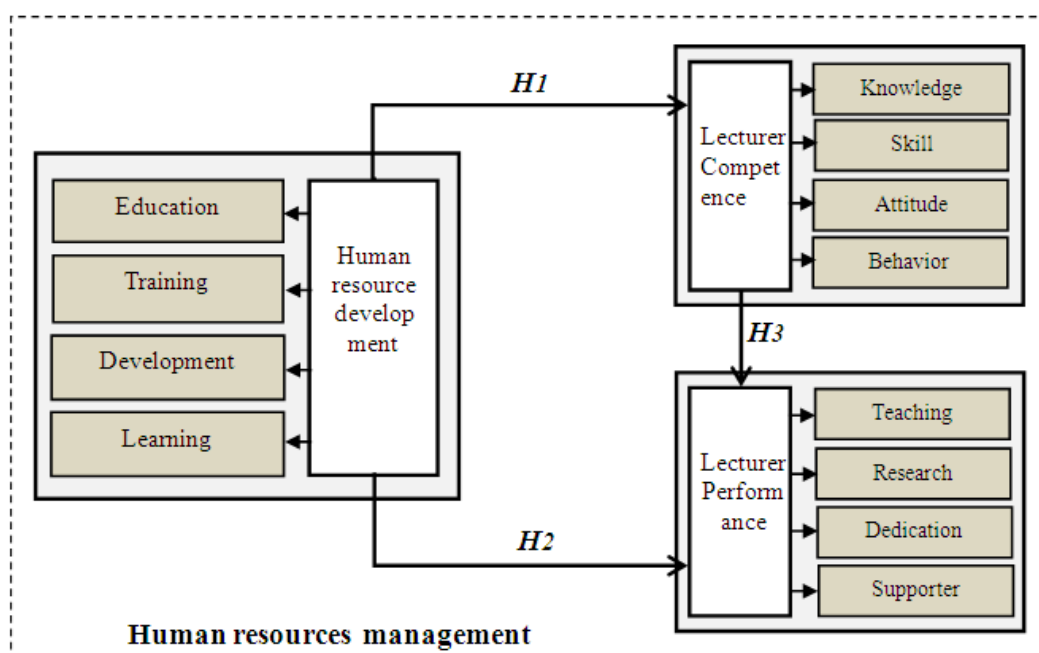 H1
Knowledge
Skill
Attitude
Behavior
Lecturer
Compet
ence
Education
Training
Development
Learning
Human
resource
develop
ment
H3
H2
Lecturer
Perform
ance
Teaching
Research
Dedication
Supporter
Human resources management